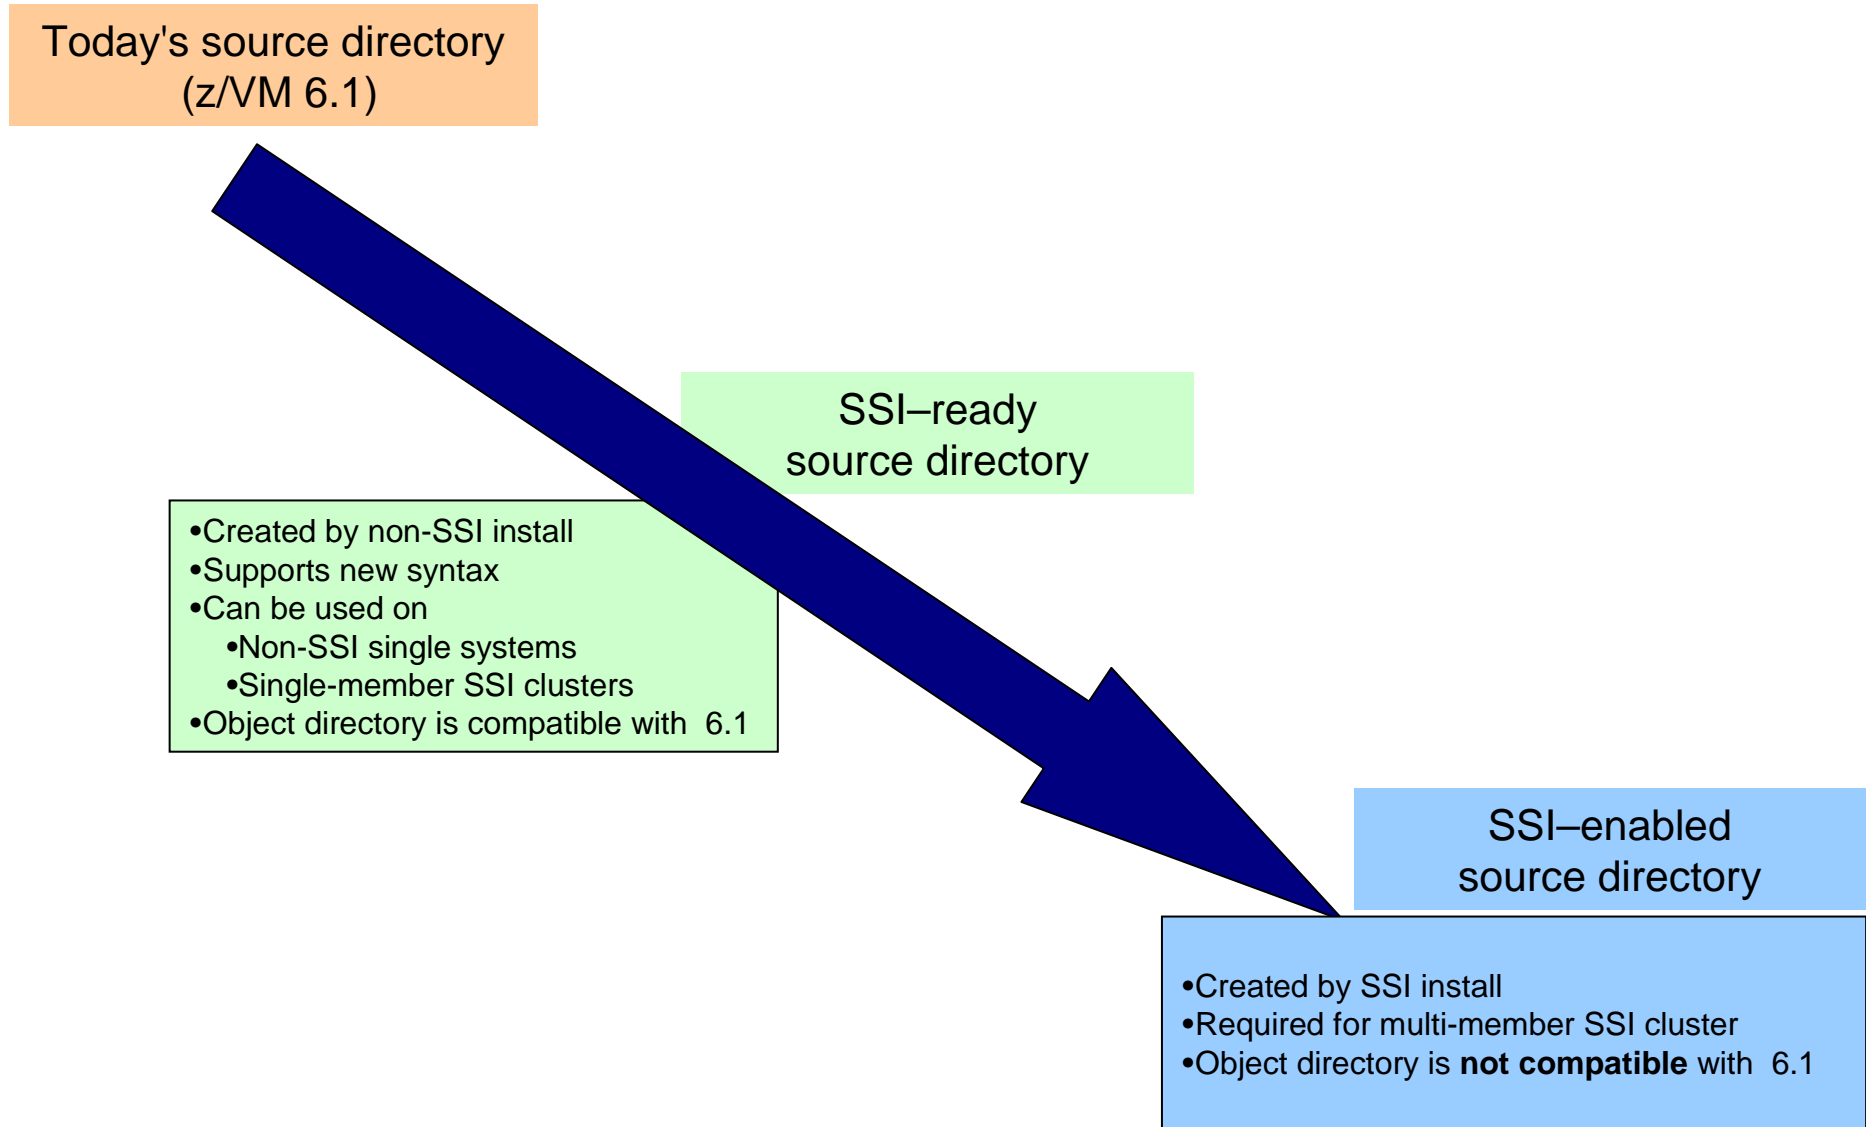 Today's source directory
(z/VM 6.1)
SSI–ready
source directory
•Created by non-SSI install
•Supports new syntax
•Can be used on
•Non-SSI single systems
•Single-member SSI clusters
•Object directory is compatible with 6.1
SSI–enabled
source directory
•Created by SSI install
•Required for multi-member SSI cluster
•Object directory is not compatible with 6.1